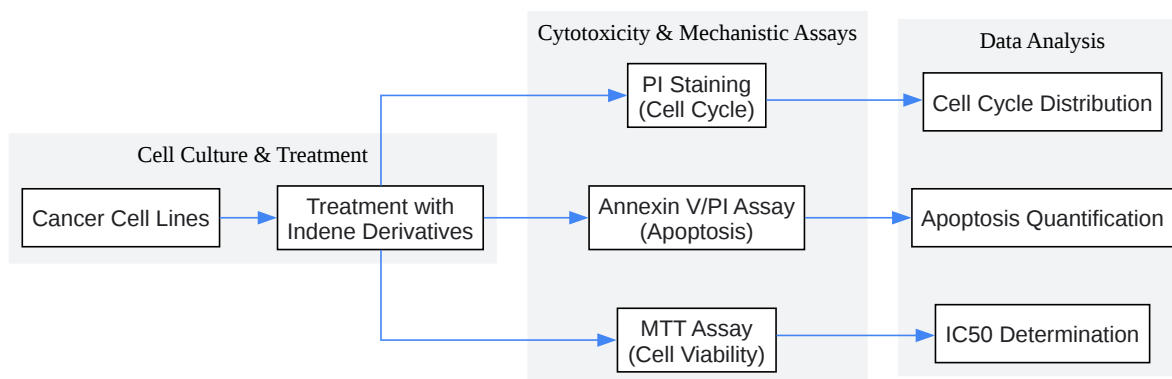 Cell Culture & Treatment
Cancer Cell Lines
Treatment with
Indene Derivatives
Cytotoxicity & Mechanistic Assays
PI Staining
(Cell Cycle)
Annexin V/PI Assay
(Apoptosis)
MTT Assay
(Cell Viability)
Data Analysis
Cell Cycle Distribution
Apoptosis Quantification
IC50 Determination